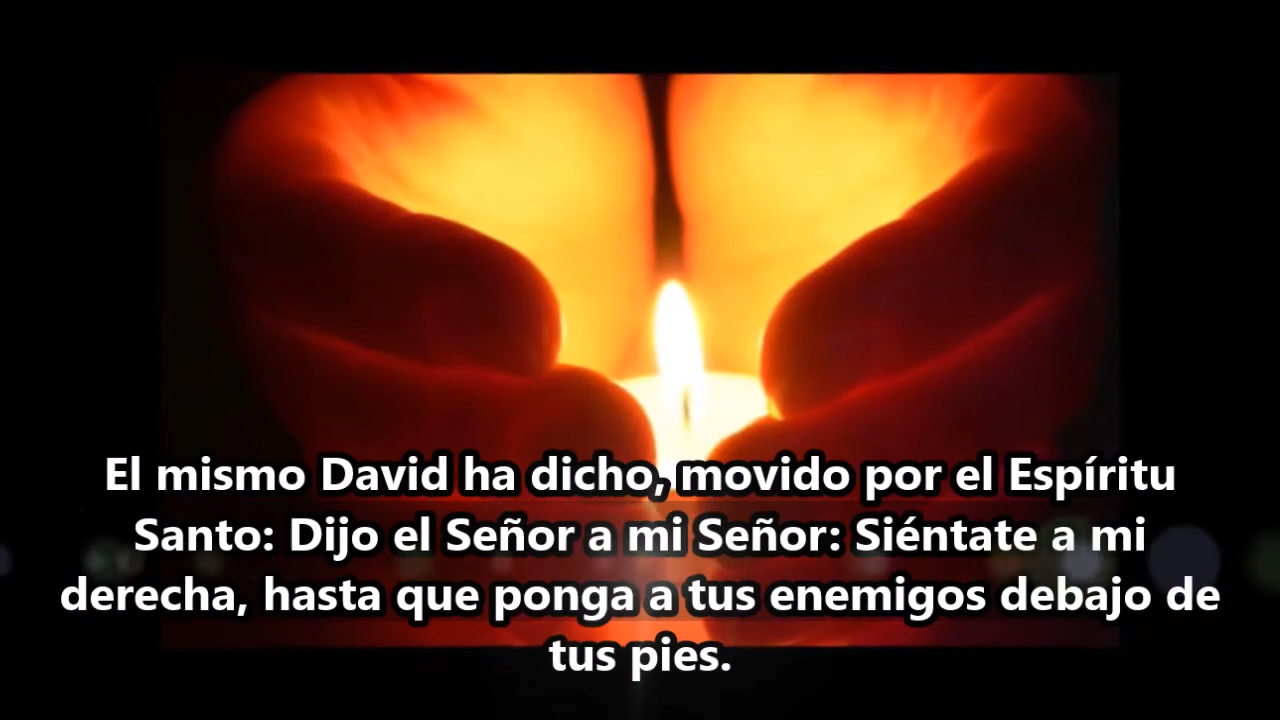 El mismo David ha dicho, movido por el Espíritu
Santo: Dijo el Señor a mi Señor: Siéntate a mi
derecha, hasta que ponga a tus enemigos debajo de
tus pies.